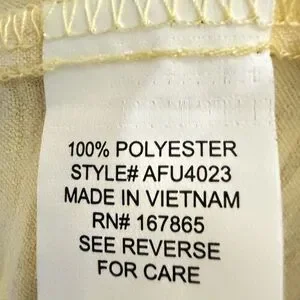 100% POLYESTER
STYLE# AFU4023
MADE IN VIETNAM
RN# 167865
SEE REVERSE
FOR CARE